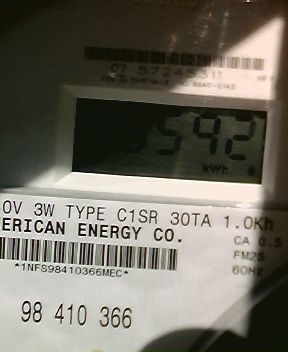 07 57245311
592
kWh
0V 3W TYPE C1SR 30TA 1.0Kh
ERICAN ENERGY CO.
CA 0.5
FM2S
60Hz
*1NFS98410366MEC*
98 410 366